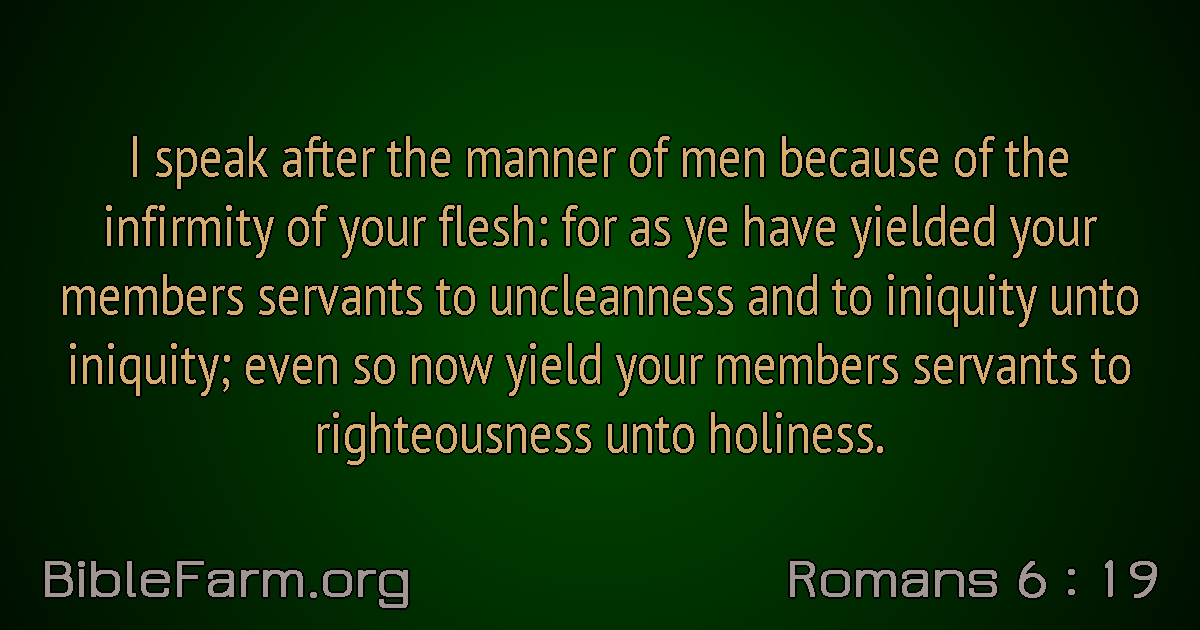 I speak after the manner of men because of the
infirmity of your flesh: for as ye have yielded your
members servants to uncleanness and to iniquity unto
iniquity; even so now yield your members servants to
righteousness unto holiness.
BibleFarm.org
Romans 6 : 19